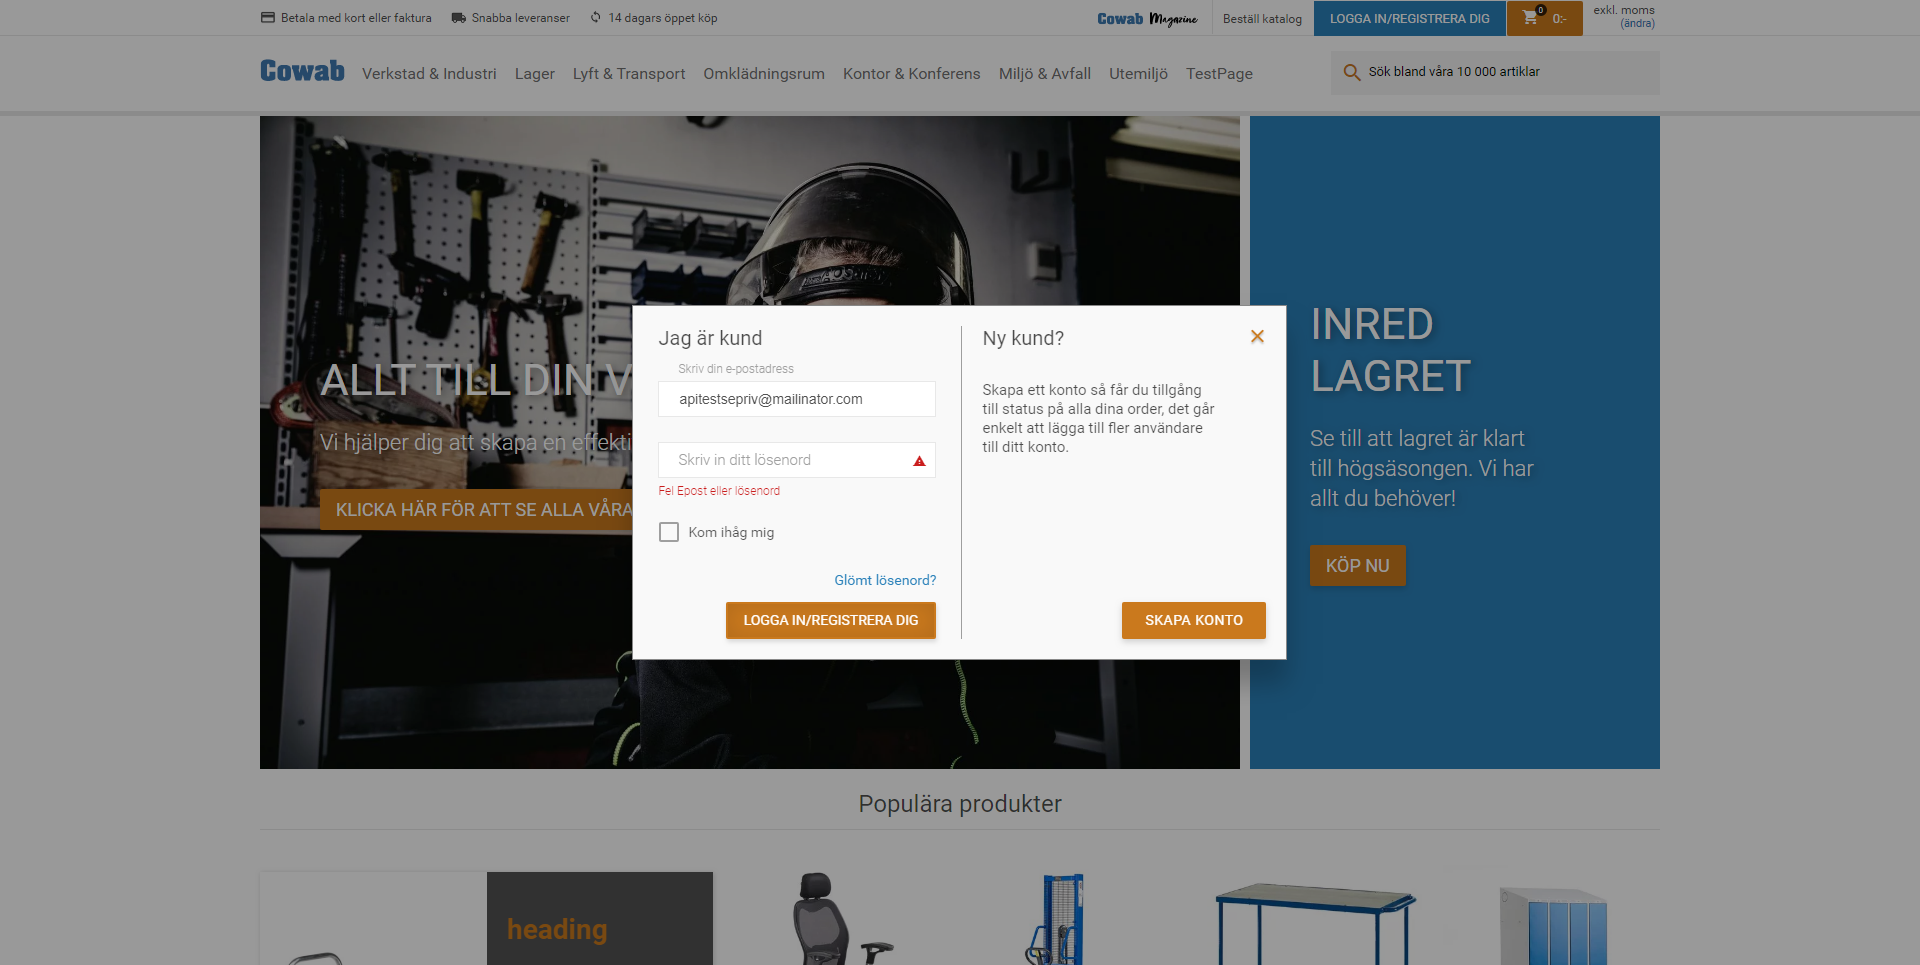 Betala med kort eller faktura
Snabba leveranser
14 dagars öppet köp
Cowab Magazine
Beställ katalog
LOGGA IN/REGISTRERA DIG
0
0:-
exkl. moms
(ändra)
Cowab
Verkstad & Industri
Lager
Lyft & Transport
Omklädningsrum
Kontor & Konferens
Miljö & Avfall
Utemiljö
TestPage
Sök bland våra 10 000 artiklar
ALLT TILL DIN V
Vi hjälper dig att skapa en effekti
KLICKA HÄR FÖR ATT SE ALLA VÅRA
Jag är kund
Skriv din e-postadress
apitestsepriv@mailinator.com
Skriv in ditt lösenord
Fel Epost eller lösenord
Kom ihåg mig
Glömt lösenord?
LOGGA IN/REGISTRERA DIG
Ny kund?
Skapa ett konto så får du tillgång
till status på alla dina order, det går
enkelt att lägga till fler användare
till ditt konto.
SKAPA KONTO
INRED
LAGRET
Se till att lagret är klart
till högsäsongen. Vi har
allt du behöver!
KÖP NU
Populära produkter
heading